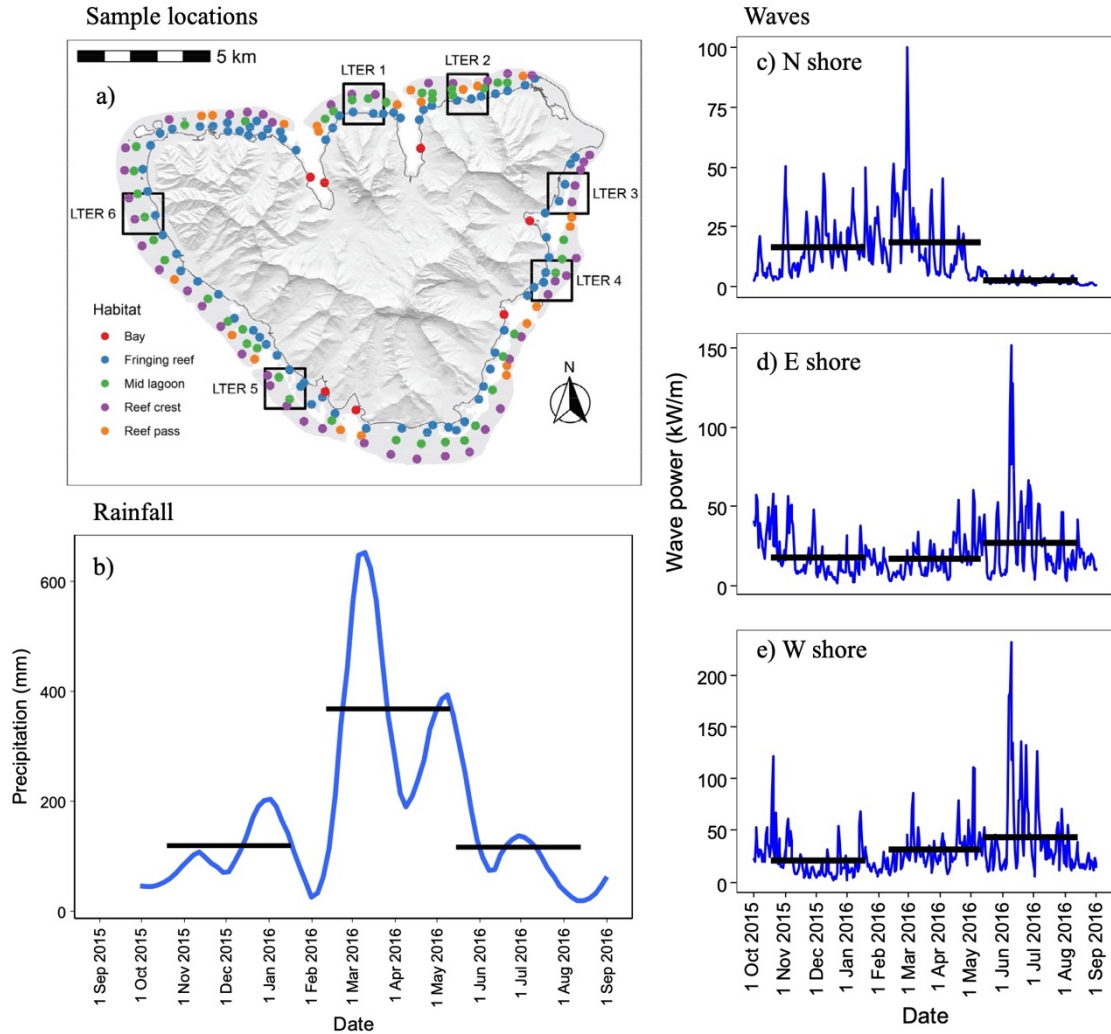 Sample locations
5 km
a)
LTER 1
LTER 2
LTER 3
LTER 4
LTER 5
LTER 6
Habitat
Bay
Fringing reef
Mid lagoon
Reef crest
Reef pass
N
Rainfall
b)
Precipitation (mm)
600
400
200
0
1 Sep 2015
1 Oct 2015
1 Nov 2015
1 Dec 2015
1 Jan 2016
1 Feb 2016
1 Mar 2016
1 Apr 2016
1 May 2016
1 Jun 2016
1 Jul 2016
1 Aug 2016
1 Sep 2016
Date
Waves
c) N shore
100
75
50
25
0
d) E shore
Wave power (kW/m)
150
100
50
0
e) W shore
200
150
100
50
0
1 Oct 2015
1 Nov 2015
1 Dec 2015
1 Jan 2016
1 Feb 2016
1 Mar 2016
1 Apr 2016
1 May 2016
1 Jun 2016
1 Jul 2016
1 Aug 2016
1 Sep 2016
Date